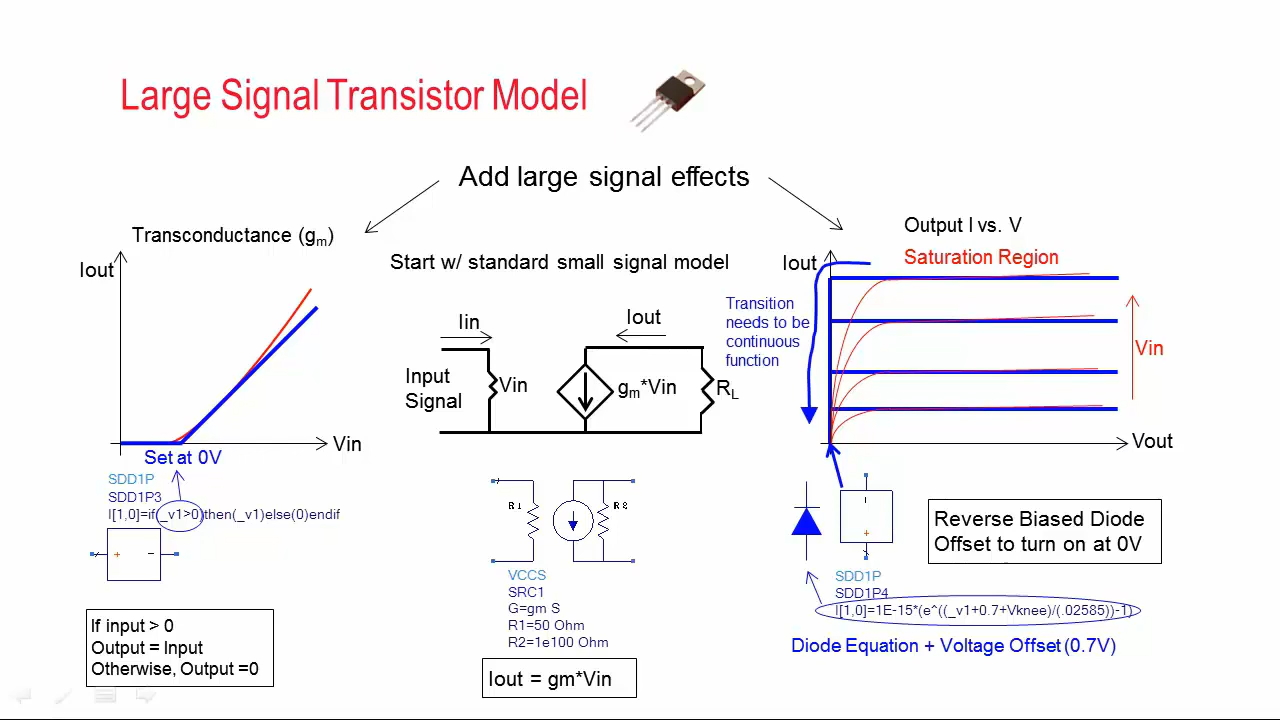 Large Signal Transistor Model
Add large signal effects
Transconductance (gm)
Iout
Vin
Set at 0V
SDD1P
SDD1P3
I[1,0]=if(_v1>0)then(_v1)else(0)endif
+
−
If input > 0
Output = Input
Otherwise, Output =0
Start w/ standard small signal model
Iin
Iout
Input
Signal
Vin
gm*Vin
RL
R1
R2
VCCS
SRC1
G=gm S
R1=50 Ohm
R2=1e100 Ohm
Iout = gm*Vin
Output I vs. V
Saturation Region
Iout
Transition
needs to be
continuous
function
Vin
Vout
+
Reverse Biased Diode
Offset to turn on at 0V
SDD1P
SDD1P4
I[1,0]=1E-15*(e^((_v1+0.7+Vknee)/(.02585))-1)
Diode Equation + Voltage Offset (0.7V)